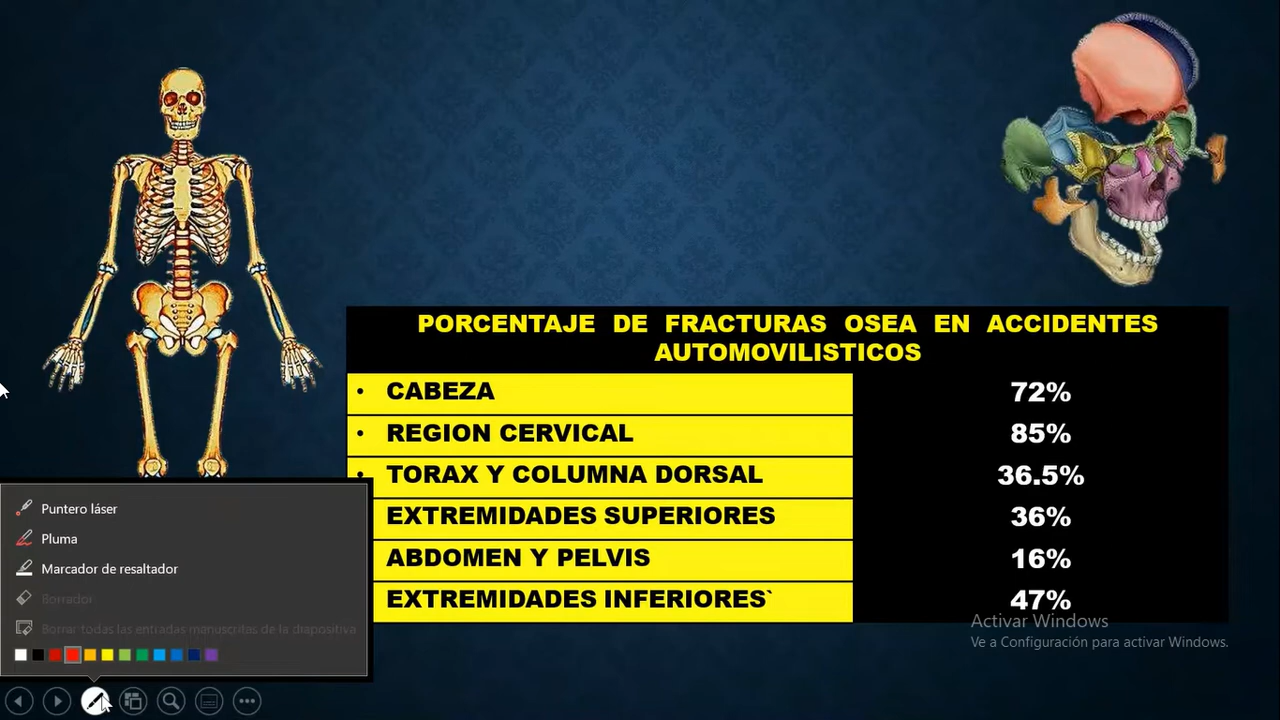 PORCENTAJE DE FRACTURAS OSEA EN ACCIDENTES
AUTOMOVILISTICOS
• CABEZA 72%
• REGION CERVICAL 85%
• TORAX Y COLUMNA DORSAL 36.5%
EXTREMIDADES SUPERIORES 36%
ABDOMEN Y PELVIS 16%
EXTREMIDADES INFERIORES` 47%
Activar Windows
Ve a Configuración para activar Windows.
Puntero láser
Pluma
Marcador de resaltador
Borrador
Borrar todas las entradas manuscritas de la diapositiva